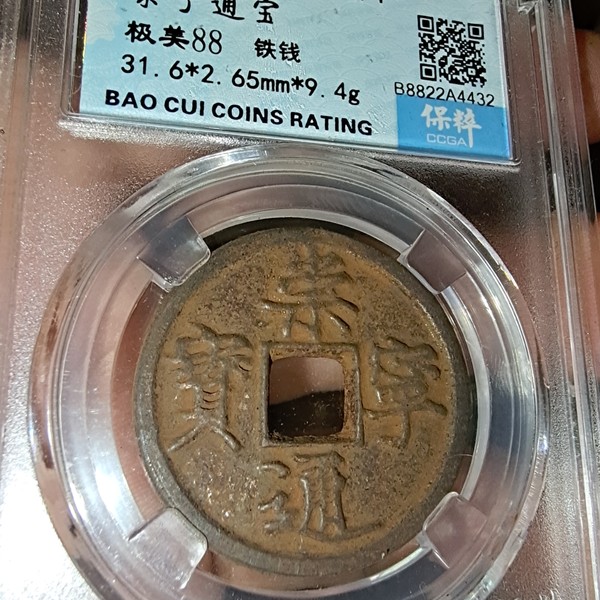 崇宁通宝
极美88 铁钱
31.6*2.65mm*9.4g
BAO CUI COINS RATING
B8822A4432
保粹
CCGA
崇
寶 寧
通